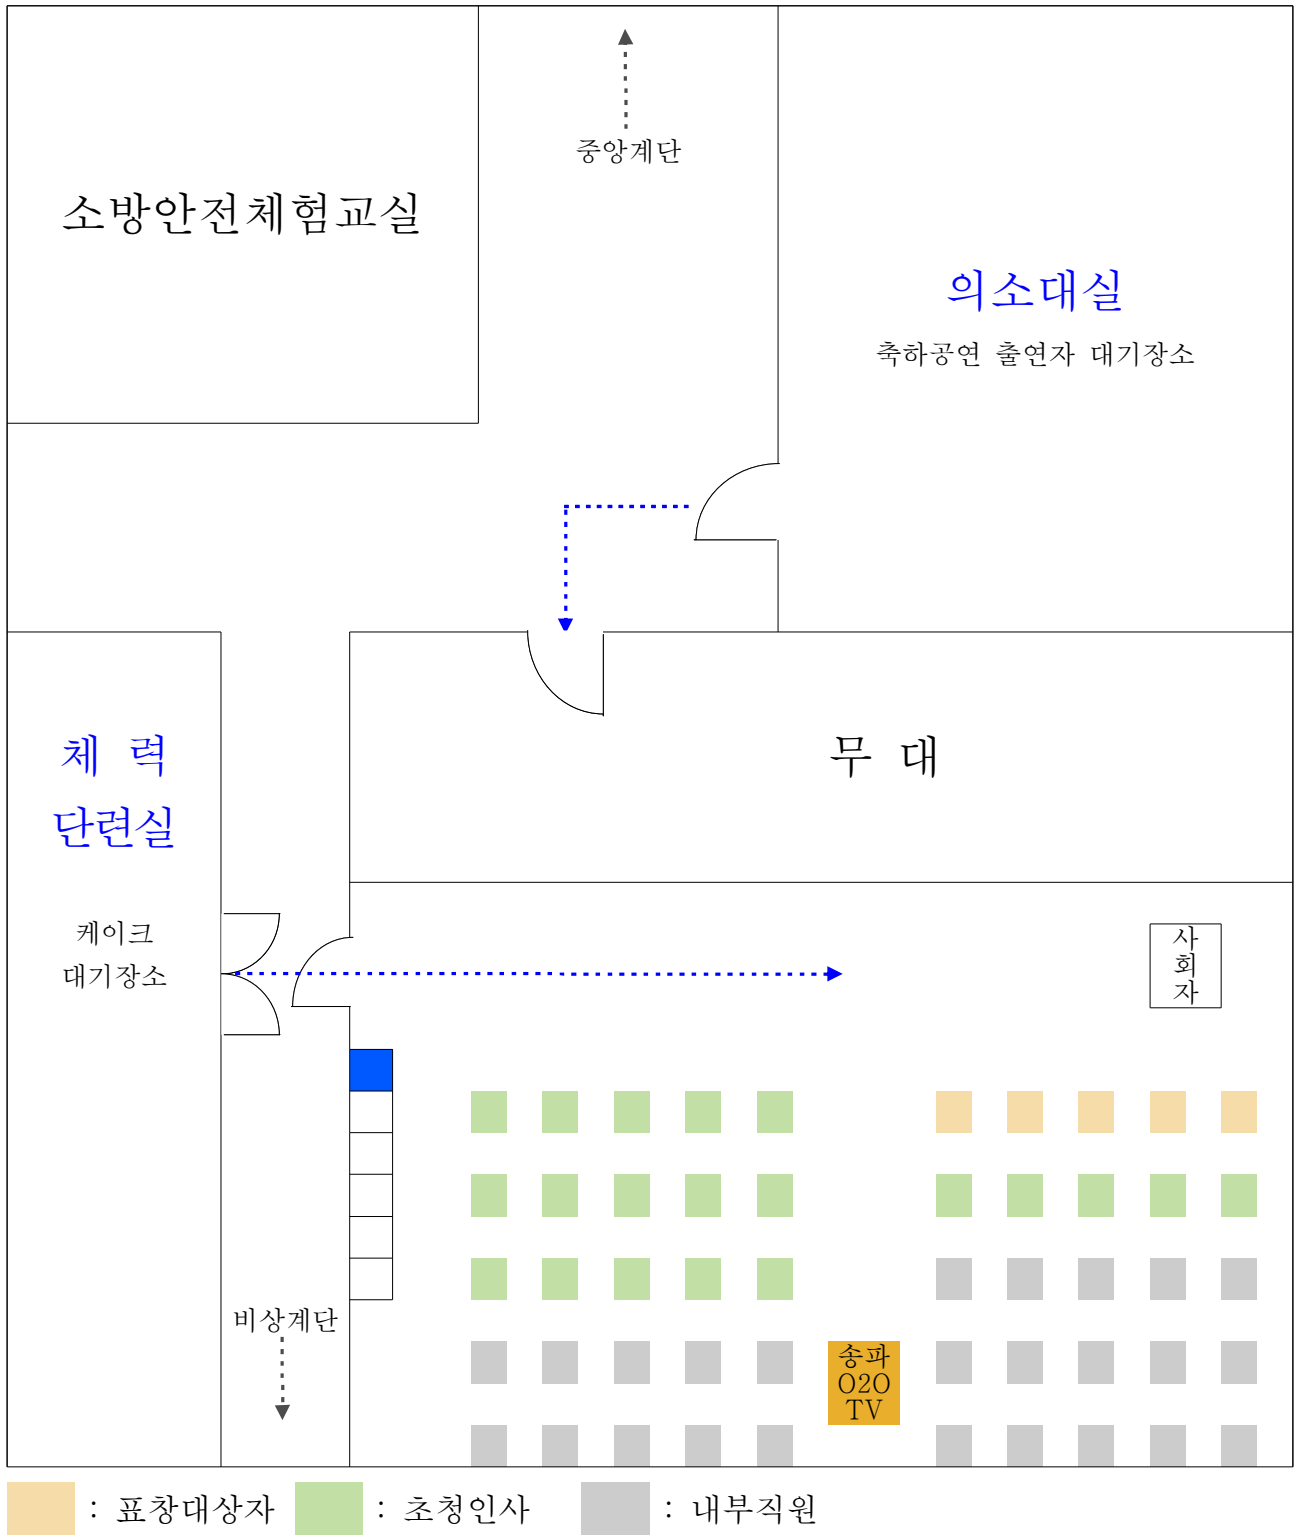 중앙계단
소방안전체험교실
의소대실
축하공연 출연자 대기장소
무 대
체 력
단련실
케이크
대기장소
사
회
자
비상계단
송파
O2O
TV
: 표창대상자
: 초청인사
: 내부직원